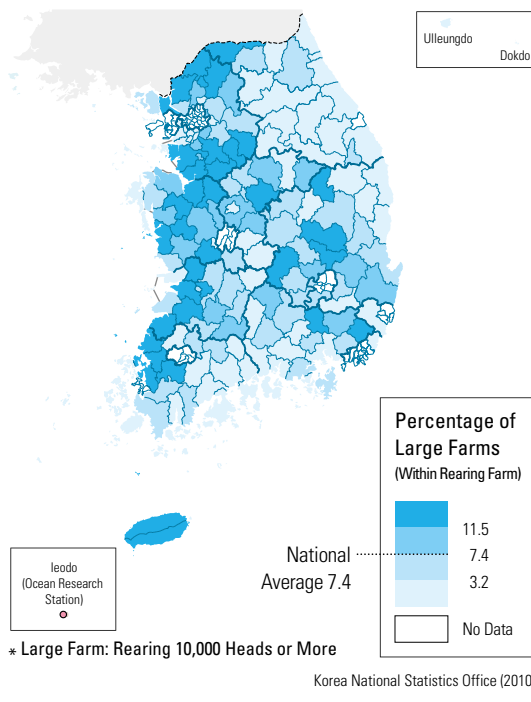 Ulleungdo
Dokdo
Percentage of
Large Farms
(Within Rearing Farm)
11.5
7.4
3.2
National
Average 7.4
No Data
Ieodo
(Ocean Research
Station)
* Large Farm: Rearing 10,000 Heads or More
Korea National Statistics Office (2010